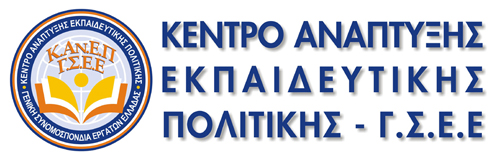 ΚΕΝΤΡΟ ΑΝΑΠΤΥΞΗΣ ΕΚΠΑΙΔΕΥΤΙΚΗΣ ΠΟΛΙΤΙΚΗΣ
ΚΑΝΕΠ
ΓΣΕΕ
ΓΕΝΙΚΗ ΣΥΝΟΜΟΣΠΟΝΔΙΑ ΕΡΓΑΤΩΝ ΕΛΛΑΔΑΣ
ΚΕΝΤΡΟ ΑΝΑΠΤΥΞΗΣ
ΕΚΠΑΙΔΕΥΤΙΚΗΣ
ΠΟΛΙΤΙΚΗΣ - Γ.Σ.Ε.Ε